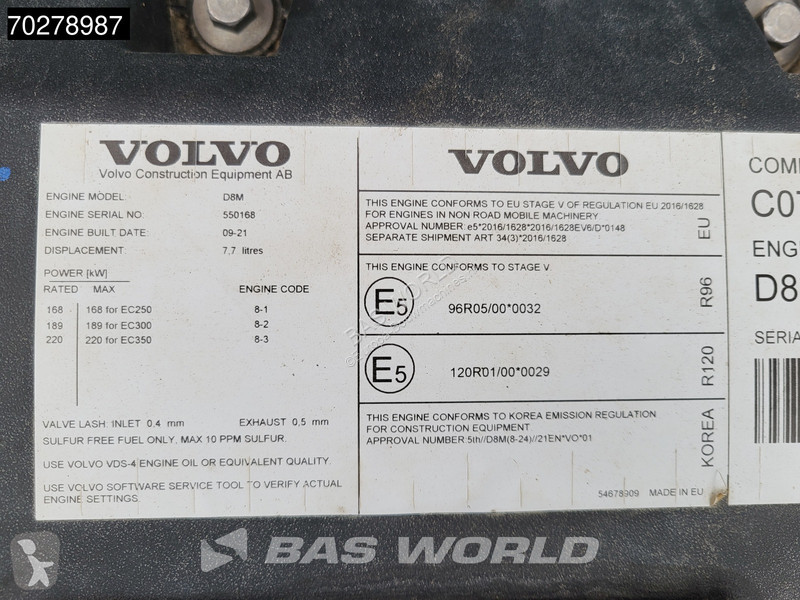 70278987
VOLVO
Volvo Construction Equipment AB
ENGINE MODEL: D8M
ENGINE SERIAL NO: 550168
ENGINE BUILT DATE: 09-21
DISPLACEMENT: 7,7 litres
POWER [kW]
RATED MAX ENGINE CODE
168 168 for EC250 8-1
189 189 for EC300 8-2
220 220 for EC350 8-3
VALVE LASH: INLET 0,4 mm EXHAUST 0,5 mm
SULFUR FREE FUEL ONLY, MAX 10 PPM SULFUR.
USE VOLVO VDS-4 ENGINE OIL OR EQUIVALENT QUALITY.
USE VOLVO SOFTWARE SERVICE TOOL TO VERIFY ACTUAL
ENGINE SETTINGS.
VOLVO
THIS ENGINE CONFORMS TO EU STAGE V OF REGULATION EU 2016/1628
FOR ENGINES IN NON ROAD MOBILE MACHINERY
APPROVAL NUMBER: e5*2016/1628*2016/1628EV6/D*0148
SEPARATE SHIPMENT ART 34(3)*2016/1628
EU
THIS ENGINE CONFORMS TO STAGE V
E5 96R05/00*0032
R96
E5 120R01/00*0029
R120
THIS ENGINE CONFORMS TO KOREA EMISSION REGULATION
FOR CONSTRUCTION EQUIPMENT.
APPROVAL NUMBER:5th//D8M(8-24)//21EN*VO*01
KOREA
54678909 MADE IN EU
COM
C0
ENG
D8
SERIA
BAS WORLD
BAS WORLD